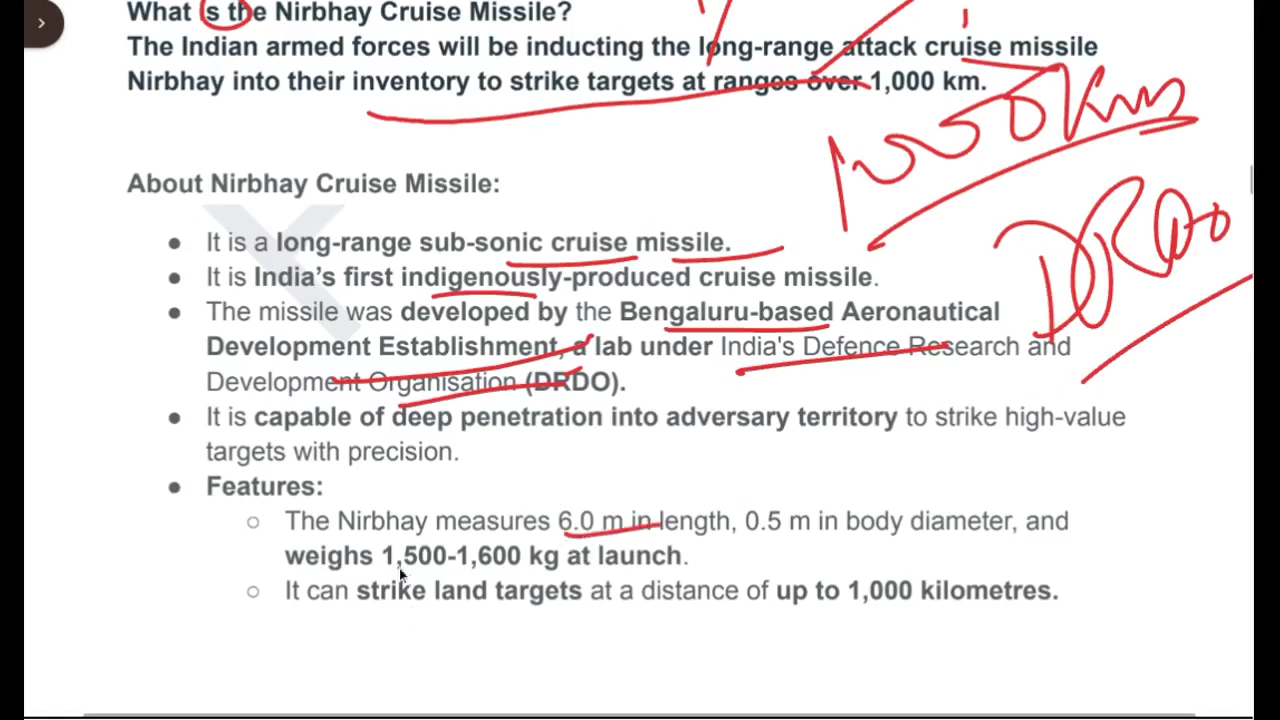 What is the Nirbhay Cruise Missile?
The Indian armed forces will be inducting the long-range attack cruise missile
Nirbhay into their inventory to strike targets at ranges over 1,000 km.
1000 Kms
About Nirbhay Cruise Missile:
DRDO
● It is a long-range sub-sonic cruise missile.
● It is India’s first indigenously-produced cruise missile.
● The missile was developed by the Bengaluru-based Aeronautical
Development Establishment, a lab under India's Defence Research and
Development Organisation (DRDO).
● It is capable of deep penetration into adversary territory to strike high-value
targets with precision.
● Features:
○ The Nirbhay measures 6.0 m in length, 0.5 m in body diameter, and
weighs 1,500-1,600 kg at launch.
○ It can strike land targets at a distance of up to 1,000 kilometres.